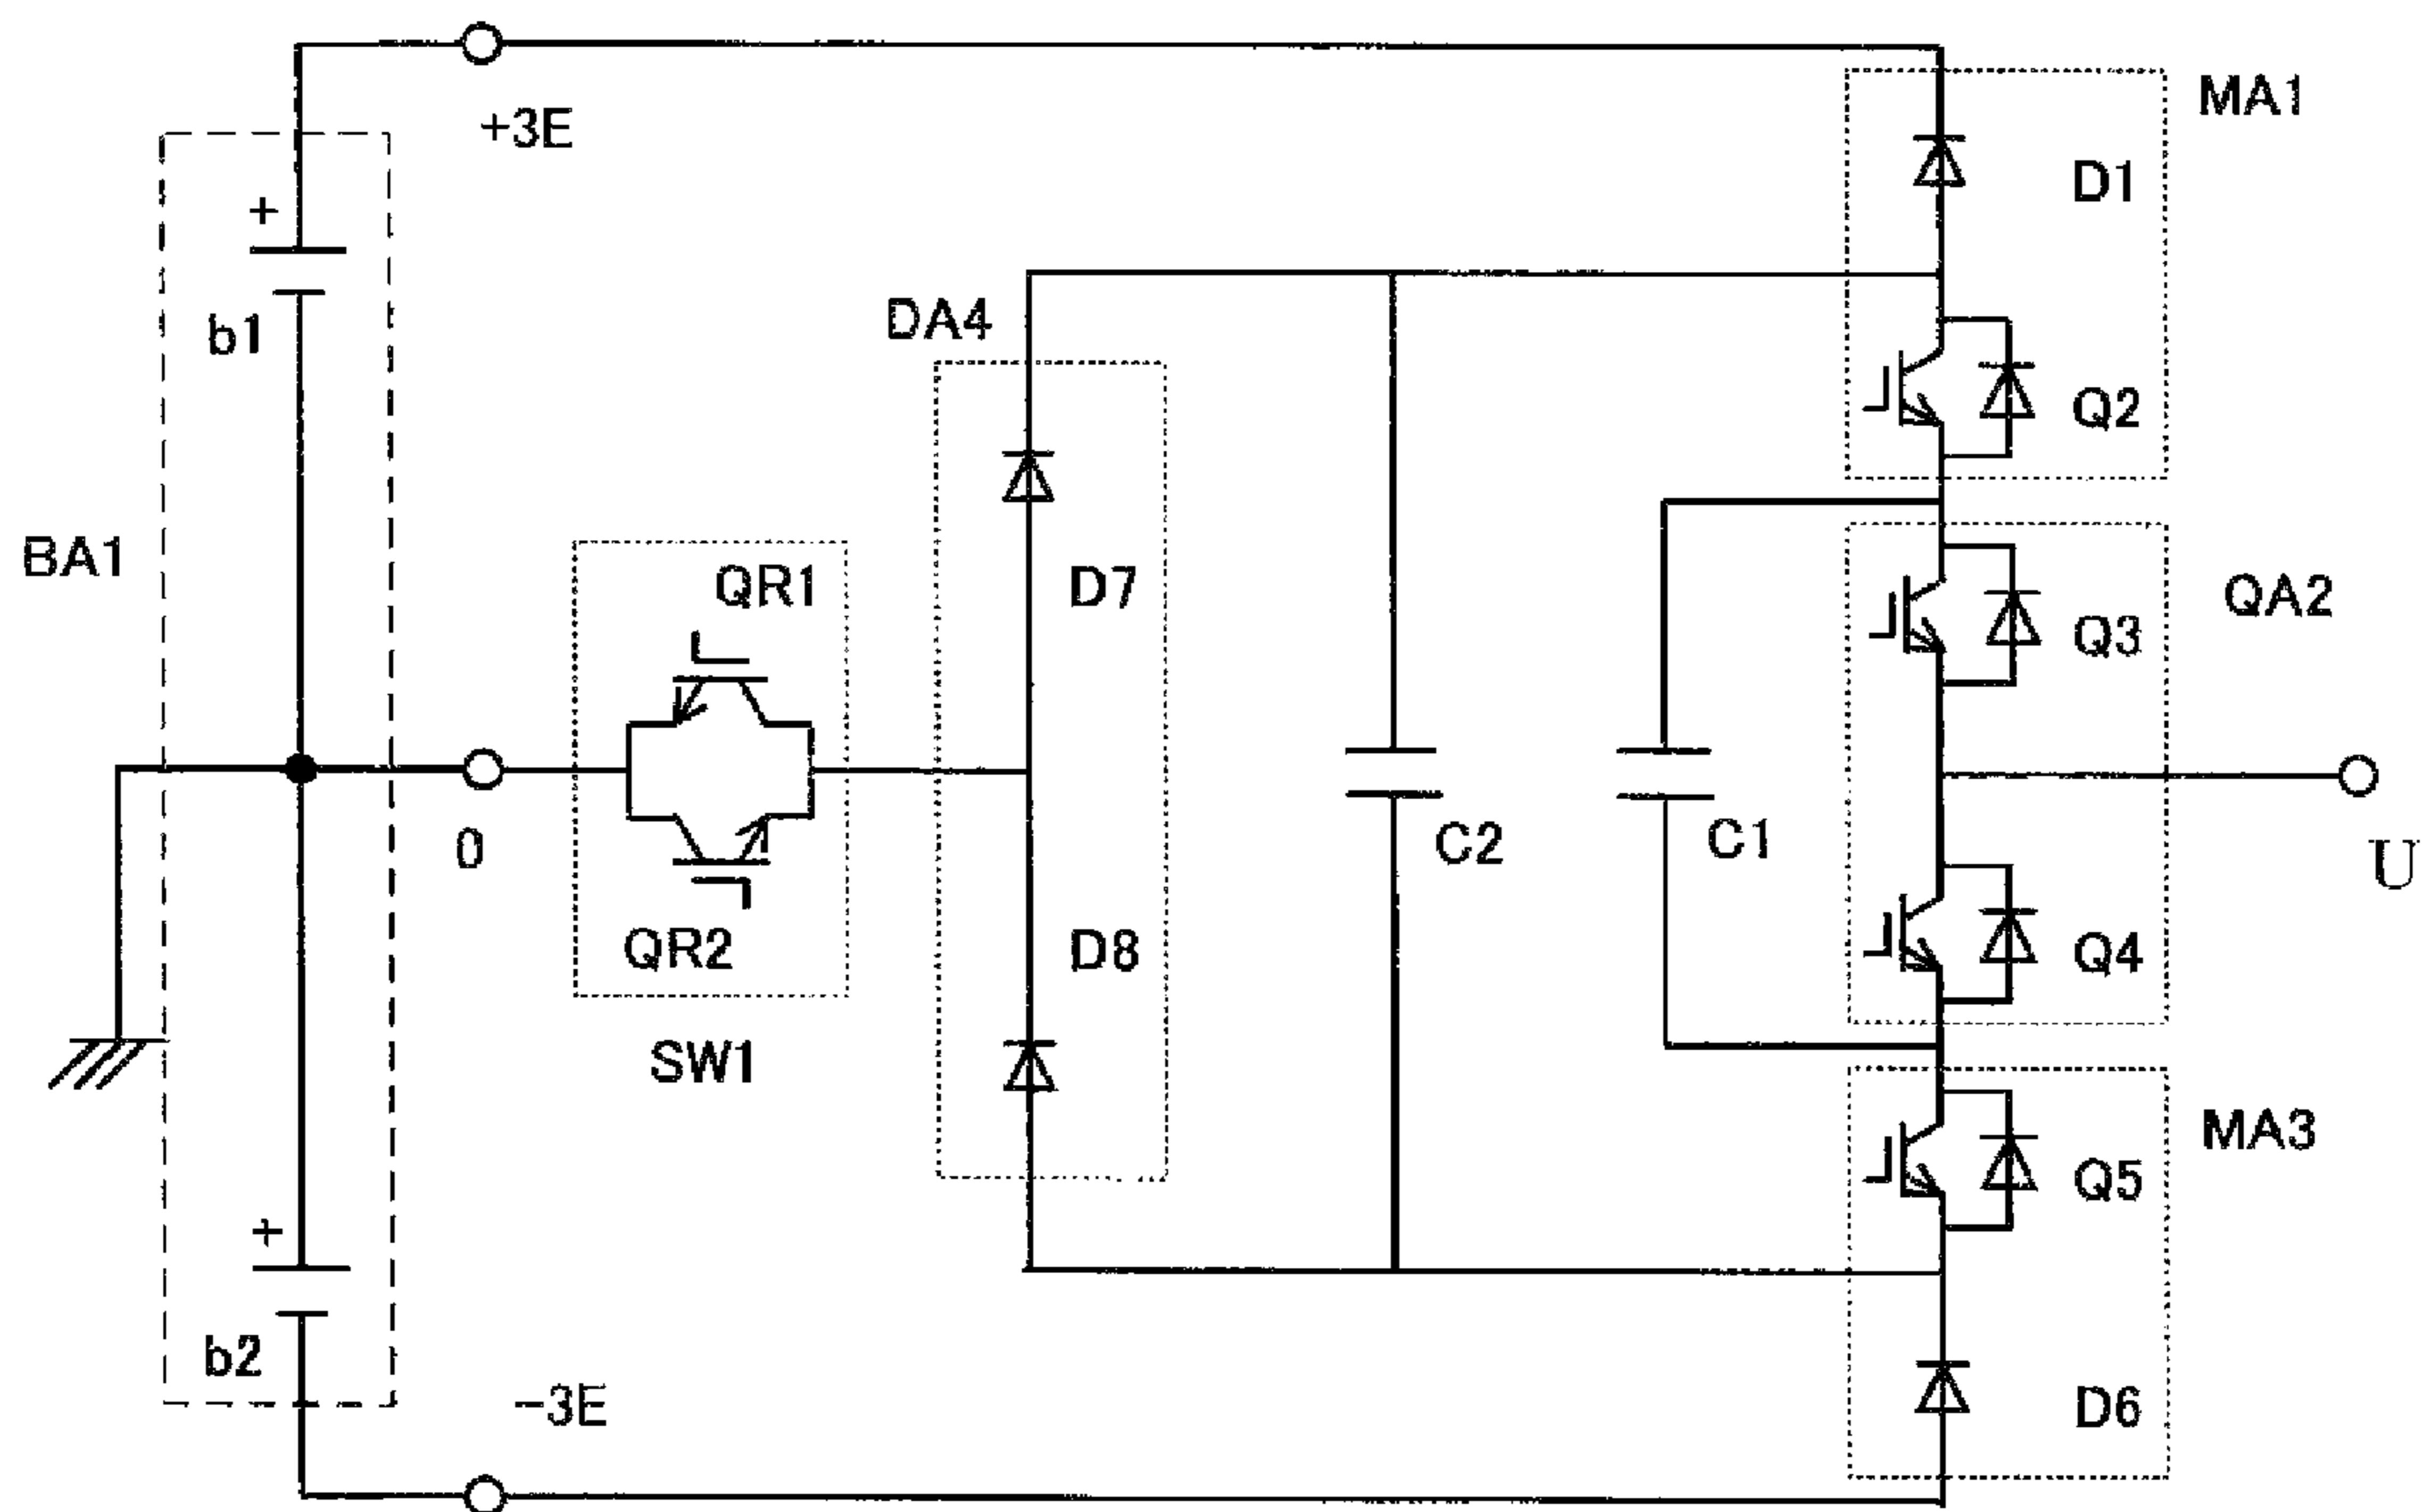 +3E
MA1
D1
+
b1
DA4
Q2
BA1
QR1
D7
Q3
QA2
0
C2
C1
U
QR2
D8
Q4
SW1
MA3
Q5
+
b2
-3E
D6